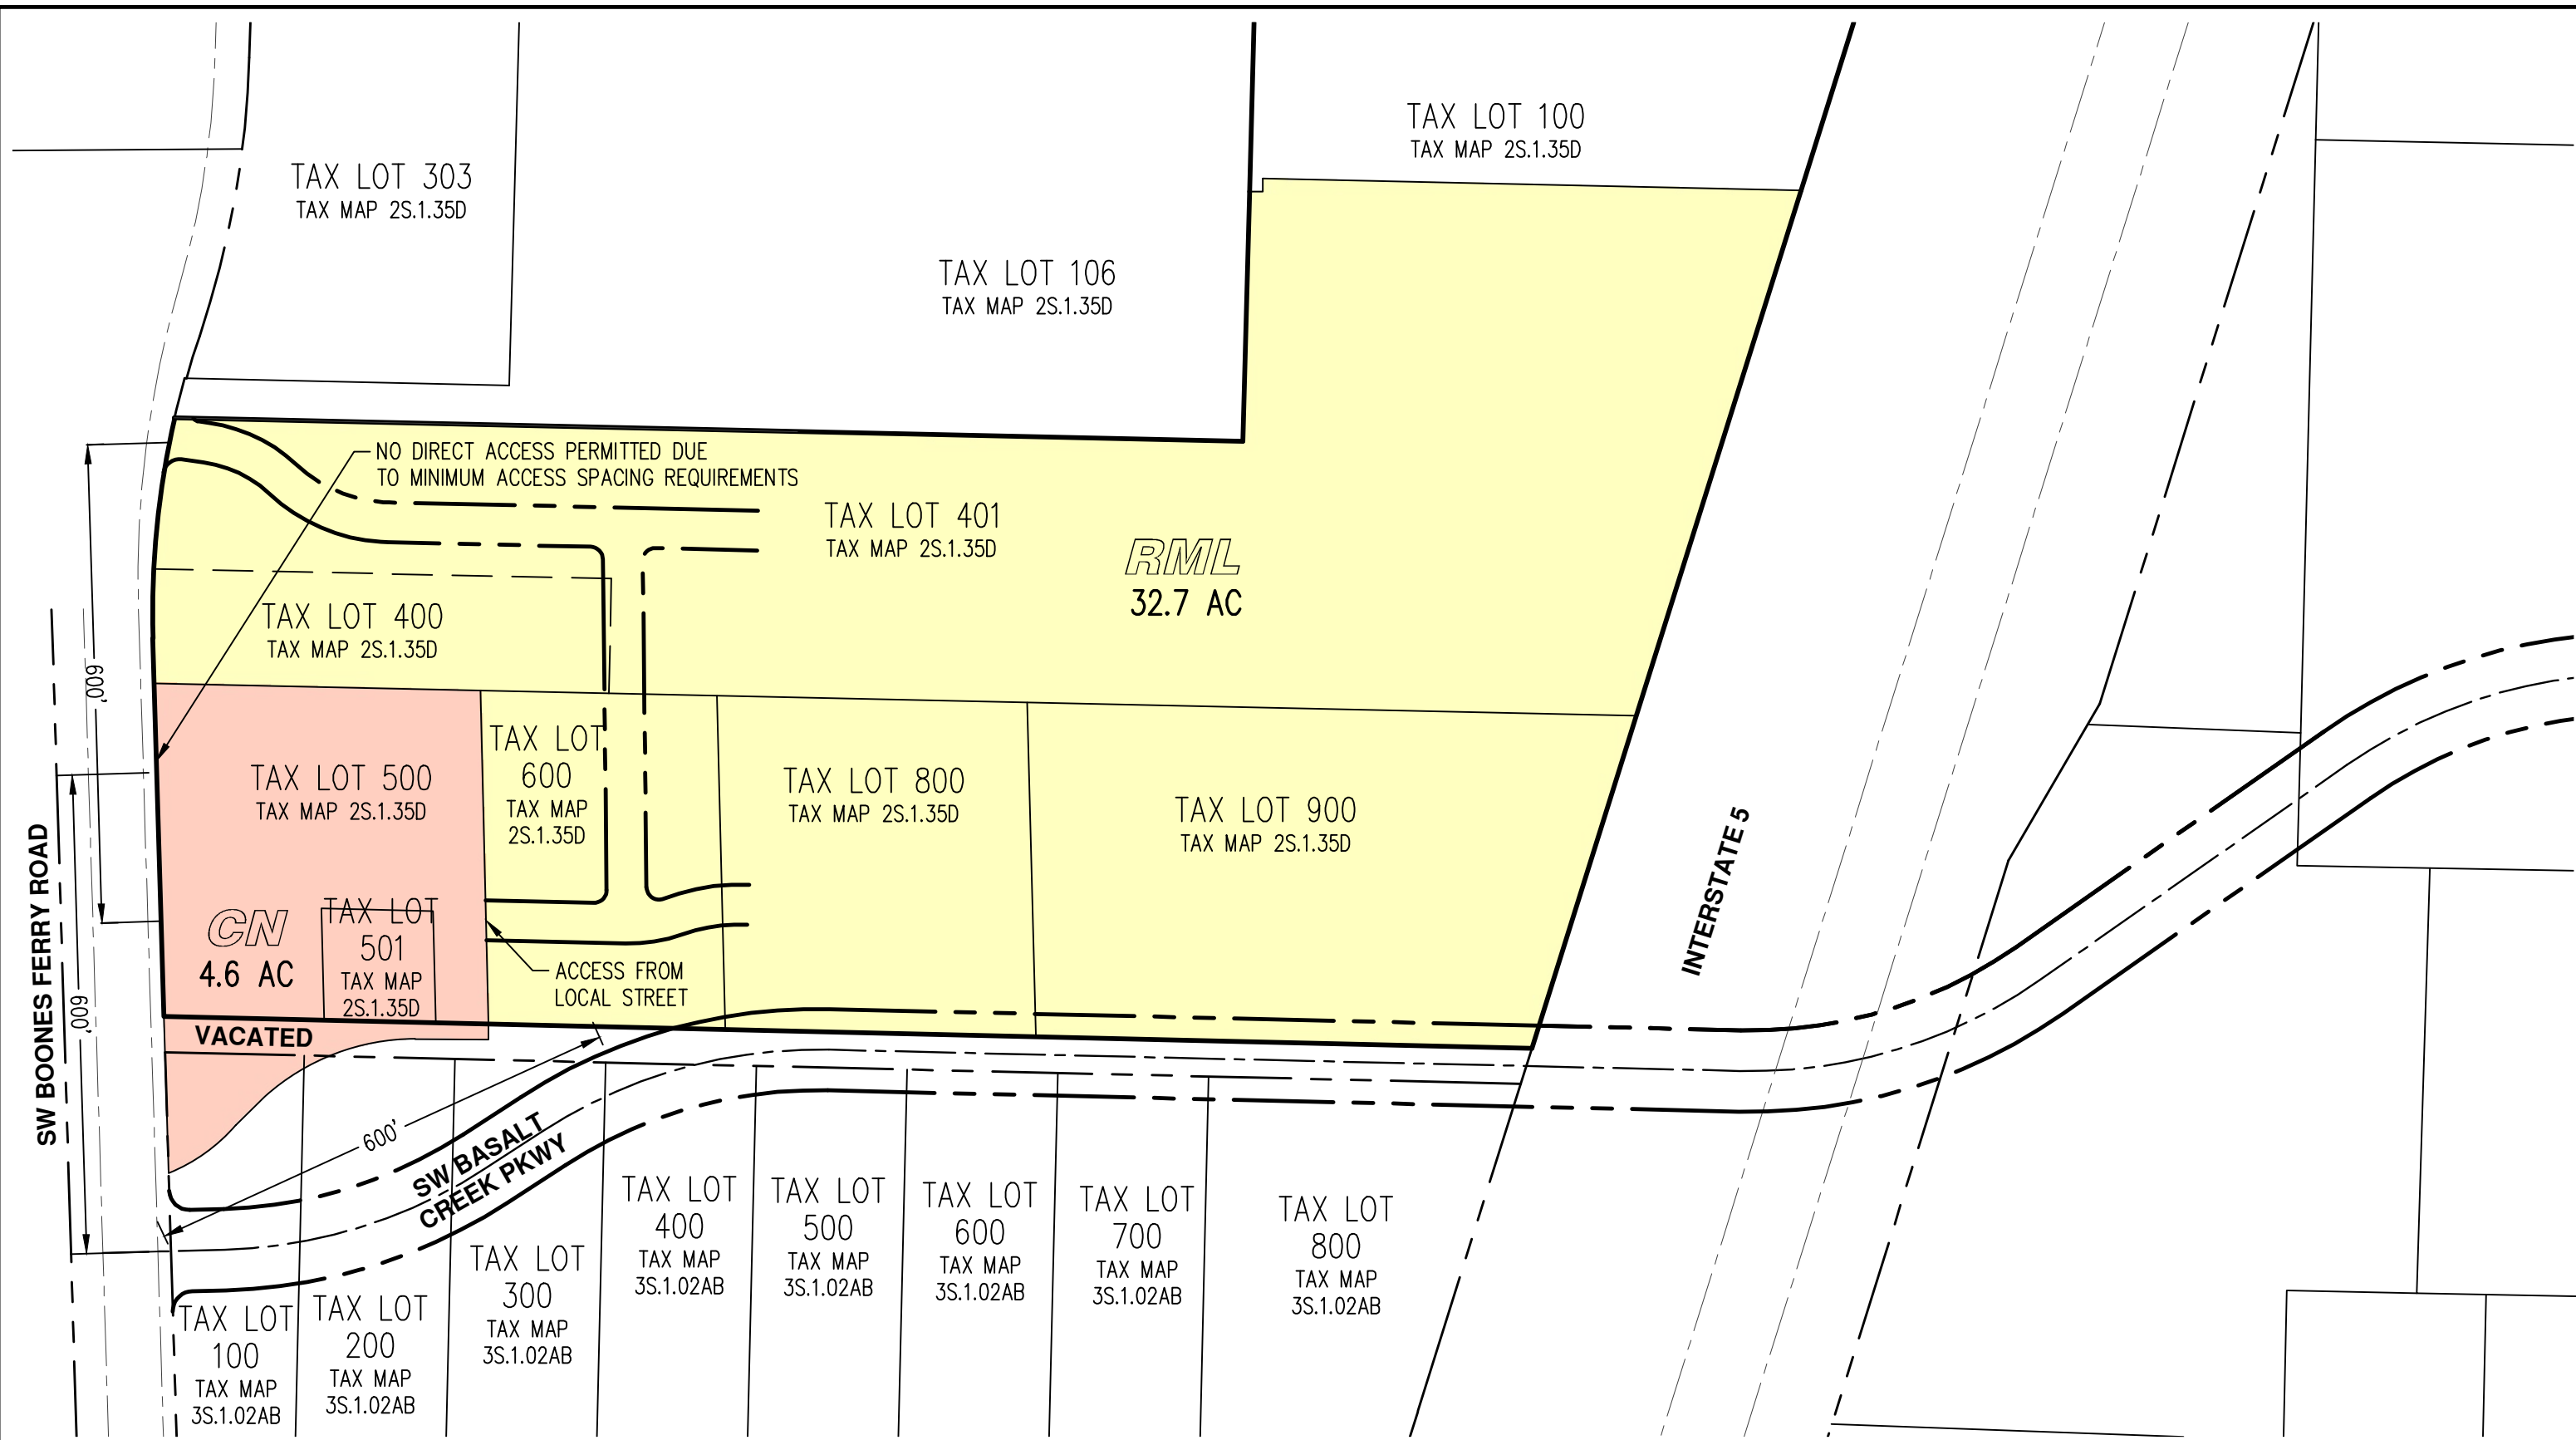 TAX LOT 100
TAX MAP 2S.1.35D
TAX LOT 303
TAX MAP 2S.1.35D
TAX LOT 106
TAX MAP 2S.1.35D
NO DIRECT ACCESS PERMITTED DUE
TO MINIMUM ACCESS SPACING REQUIREMENTS
TAX LOT 401
TAX MAP 2S.1.35D
RML
32.7 AC
TAX LOT 400
TAX MAP 2S.1.35D
600'
TAX LOT 500
TAX MAP 2S.1.35D
TAX LOT
600
TAX MAP
2S.1.35D
TAX LOT 800
TAX MAP 2S.1.35D
TAX LOT 900
TAX MAP 2S.1.35D
INTERSTATE 5
SW BOONES FERRY ROAD
CN
4.6 AC
TAX LOT
501
TAX MAP
2S.1.35D
ACCESS FROM
LOCAL STREET
600'
VACATED
600'
SW BASALT
CREEK PKWY
TAX LOT
100
TAX MAP
3S.1.02AB
TAX LOT
200
TAX MAP
3S.1.02AB
TAX LOT
300
TAX MAP
3S.1.02AB
TAX LOT
400
TAX MAP
3S.1.02AB
TAX LOT
500
TAX MAP
3S.1.02AB
TAX LOT
600
TAX MAP
3S.1.02AB
TAX LOT
700
TAX MAP
3S.1.02AB
TAX LOT
800
TAX MAP
3S.1.02AB